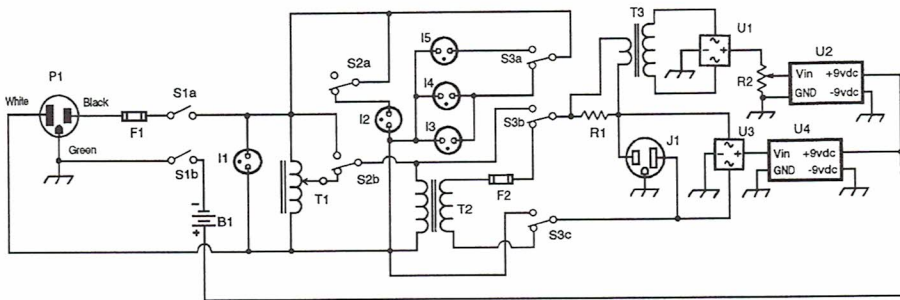 P1
White
Black
Green
F1
S1a
S1b
B1
I1
T1
S2a
I2
S2b
I5
I4
I3
T2
F2
S3a
S3b
S3c
R1
T3
J1
U1
R2
U2
Vin +9vdc
GND -9vdc
U3
U4
Vin +9vdc
GND -9vdc